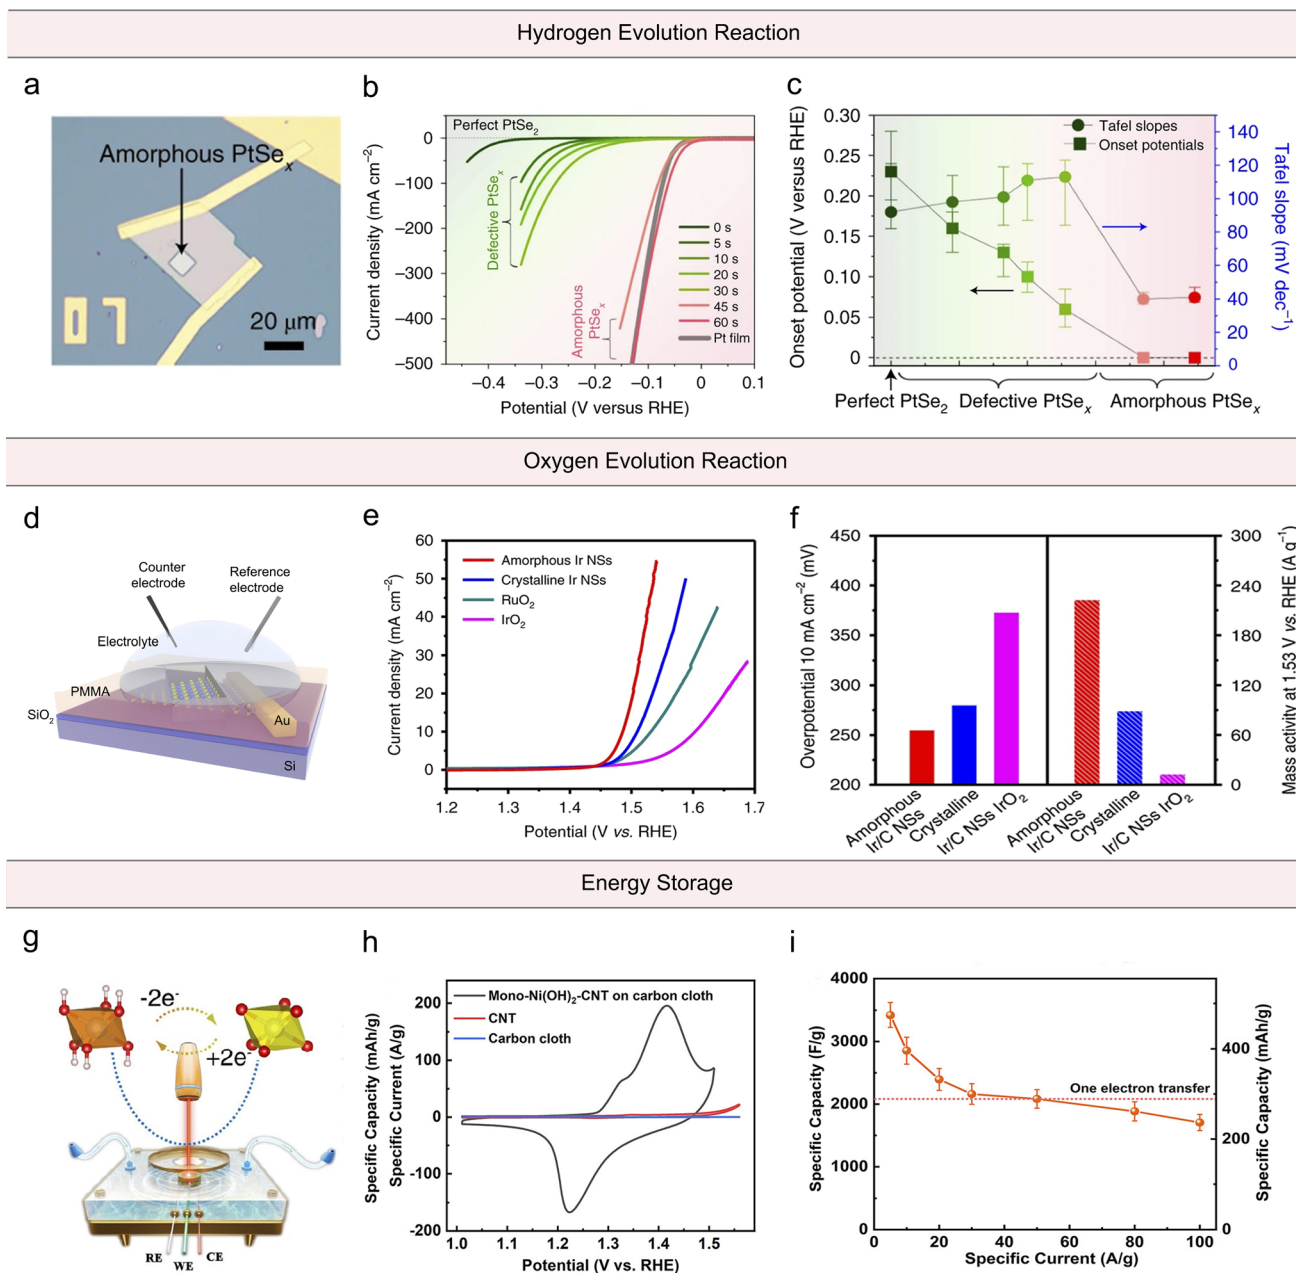 Hydrogen Evolution Reaction
a
Amorphous PtSeₓ
20 μm
b
Perfect PtSe₂
Defective PtSeₓ
Amorphous
PtSeₓ
0 s
5 s
10 s
20 s
30 s
45 s
60 s
Pt film
0
−100
−200
−300
−400
−500
Current density (mA cm⁻²)
−0.4
−0.3
−0.2
−0.1
0
0.1
Potential (V versus RHE)
c
Tafel slopes
Onset potentials
0.30
0.25
0.20
0.15
0.10
0.05
0
Onset potential (V versus RHE)
140
120
100
80
60
40
20
0
Tafel slope (mV dec⁻¹)
Perfect PtSe₂
Defective PtSeₓ
Amorphous PtSeₓ
Oxygen Evolution Reaction
d
Counter
electrode
Reference
electrode
Electrolyte
PMMA
SiO₂
Au
Si
e
Amorphous Ir NSs
Crystalline Ir NSs
RuO₂
IrO₂
60
50
40
30
20
10
0
Current density (mA cm⁻²)
1.2
1.3
1.4
1.5
1.6
1.7
Potential (V vs. RHE)
f
450
400
350
300
250
200
Overpotential 10 mA cm⁻² (mV)
300
240
180
120
60
0
Mass activity at 1.53 V vs. RHE (A g⁻¹)
Amorphous
Ir/C NSs
Crystalline
Ir/C NSs IrO₂
Amorphous
Ir/C NSs
Crystalline
Ir/C NSs IrO₂
Energy Storage
g
-2e⁻
+2e⁻
RE
WE
CE
h
Mono-Ni(OH)₂-CNT on carbon cloth
CNT
Carbon cloth
200
100
0
-100
-200
Specific Capacity (mAh/g)
Specific Current (A/g)
1.0
1.1
1.2
1.3
1.4
1.5
Potential (V vs. RHE)
i
4000
3000
2000
1000
0
Specific Capacity (F/g)
One electron transfer
400
200
0
Specific Capacity (mAh/g)
0
20
40
60
80
100
Specific Current (A/g)